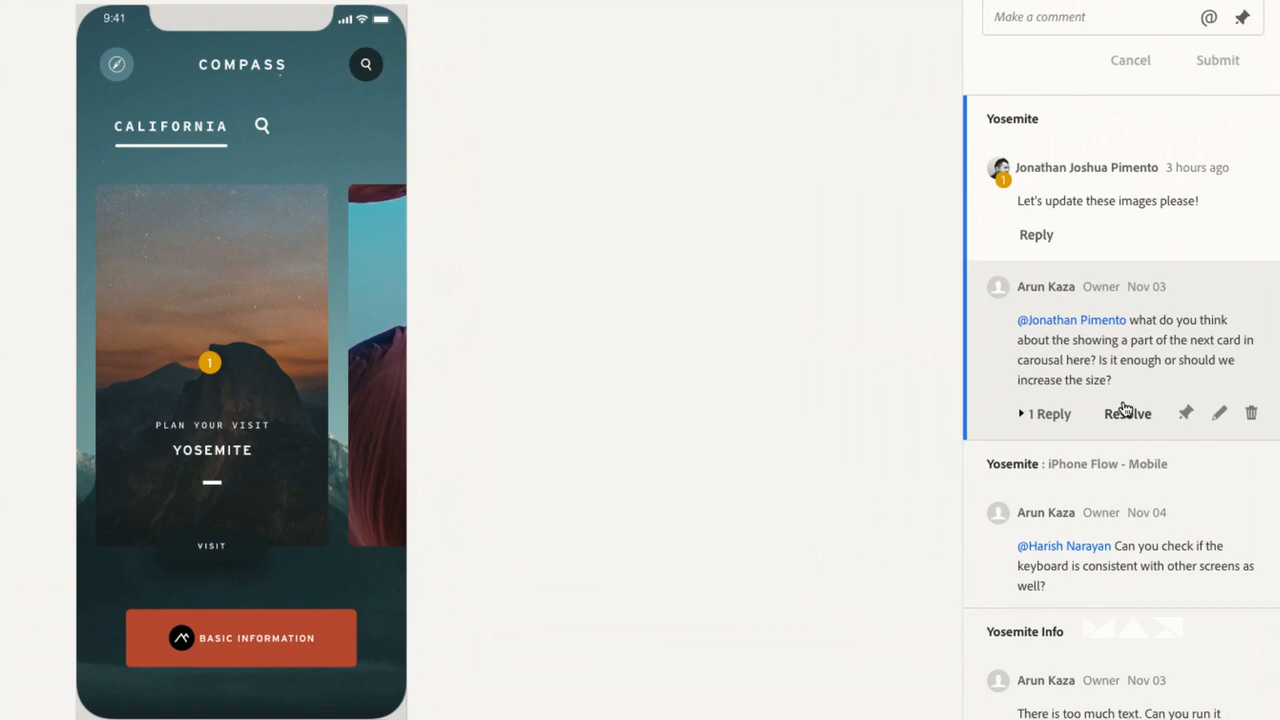 9:41
COMPASS
CALIFORNIA
1
PLAN YOUR VISIT
YOSEMITE
VISIT
BASIC INFORMATION
Make a comment
@
Cancel
Submit
Yosemite
Jonathan Joshua Pimento 3 hours ago
1
Let's update these images please!
Reply
Arun Kaza Owner Nov 03
@Jonathan Pimento what do you think
about the showing a part of the next card in
carousal here? Is it enough or should we
increase the size?
1 Reply
Resolve
Yosemite : iPhone Flow - Mobile
Arun Kaza Owner Nov 04
@Harish Narayan Can you check if the
keyboard is consistent with other screens as
well?
Yosemite Info
MAX
Arun Kaza Owner Nov 03
There is too much text. Can you run it